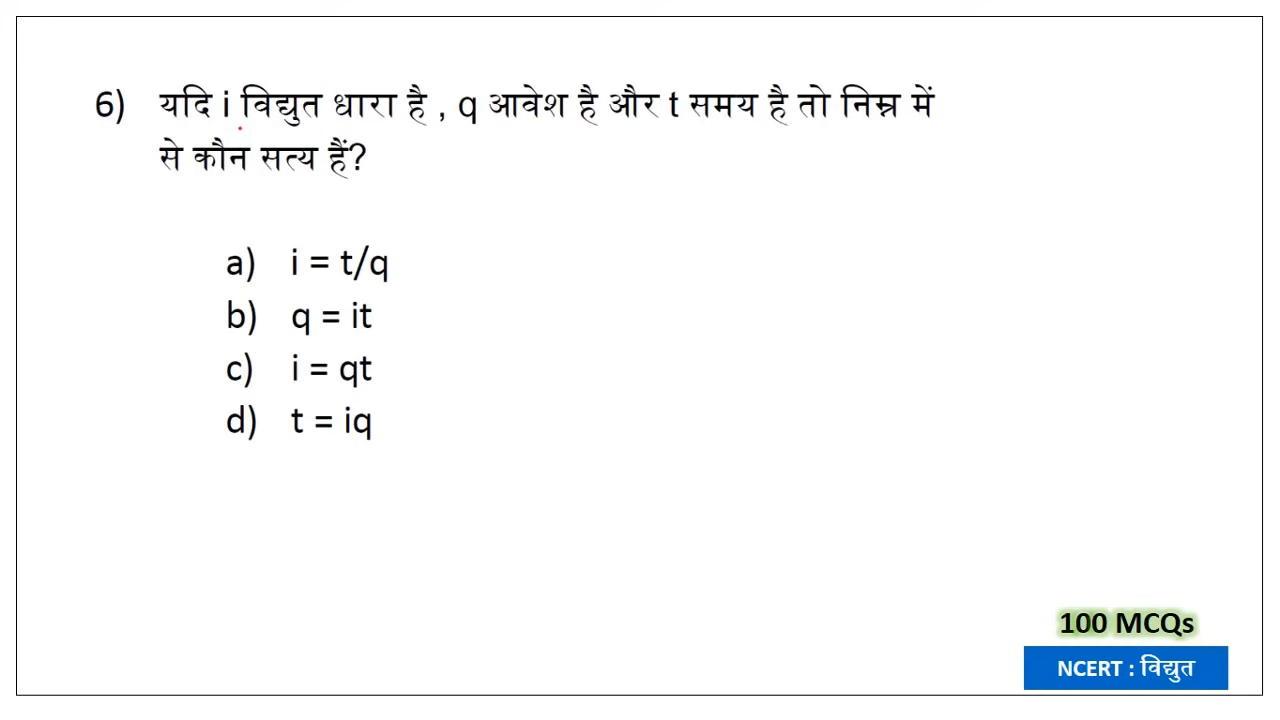 6) यदि i विद्युत धारा है , q आवेश है और t समय है तो निम्न में
से कौन सत्य हैं?
a) i = t/q
b) q = it
c) i = qt
d) t = iq
100 MCQs
NCERT : विद्युत